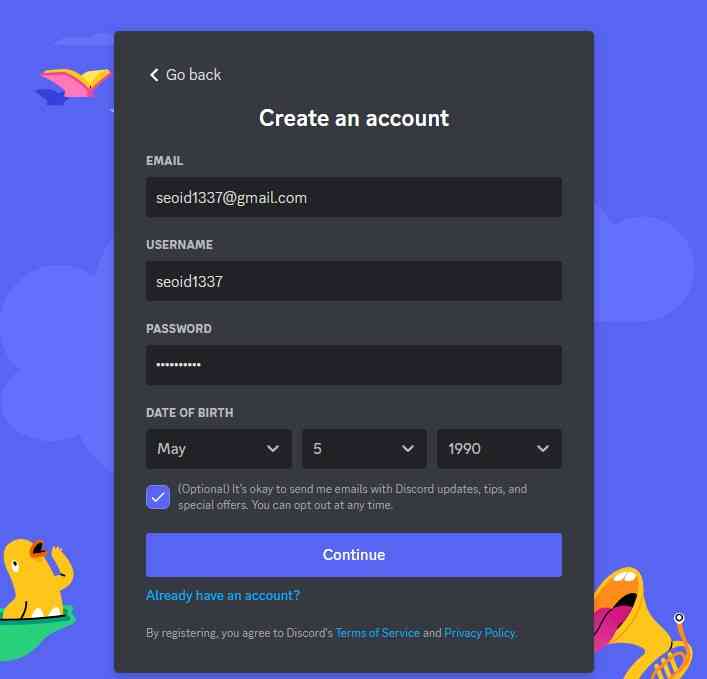 Go back
Create an account
EMAIL
seoid1337@gmail.com
USERNAME
seoid1337
PASSWORD
••••••••••
DATE OF BIRTH
May 5 1990
(Optional) It's okay to send me emails with Discord updates, tips, and
special offers. You can opt out at any time.
Continue
Already have an account?
By registering, you agree to Discord's Terms of Service and Privacy Policy.